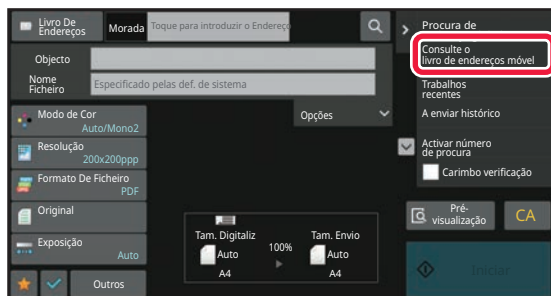 Livro De
Endereços
Morada
Toque para introduzir o Endereço
Objecto
Nome
Ficheiro
Especificado pelas def. de sistema
Modo de Cor
Auto/Mono2
Resolução
200x200ppp
Formato De Ficheiro
PDF
Original
Exposição
Auto
Outros
Opções
Tam. Digitaliz
Auto
A4
100%
Tam. Envio
Auto
A4
Procura de
Consulte o
livro de endereços móvel
Trabalhos
recentes
A enviar histórico
Activar número
de procura
Carimbo verificação
Pré-
visualização
CA
Iniciar